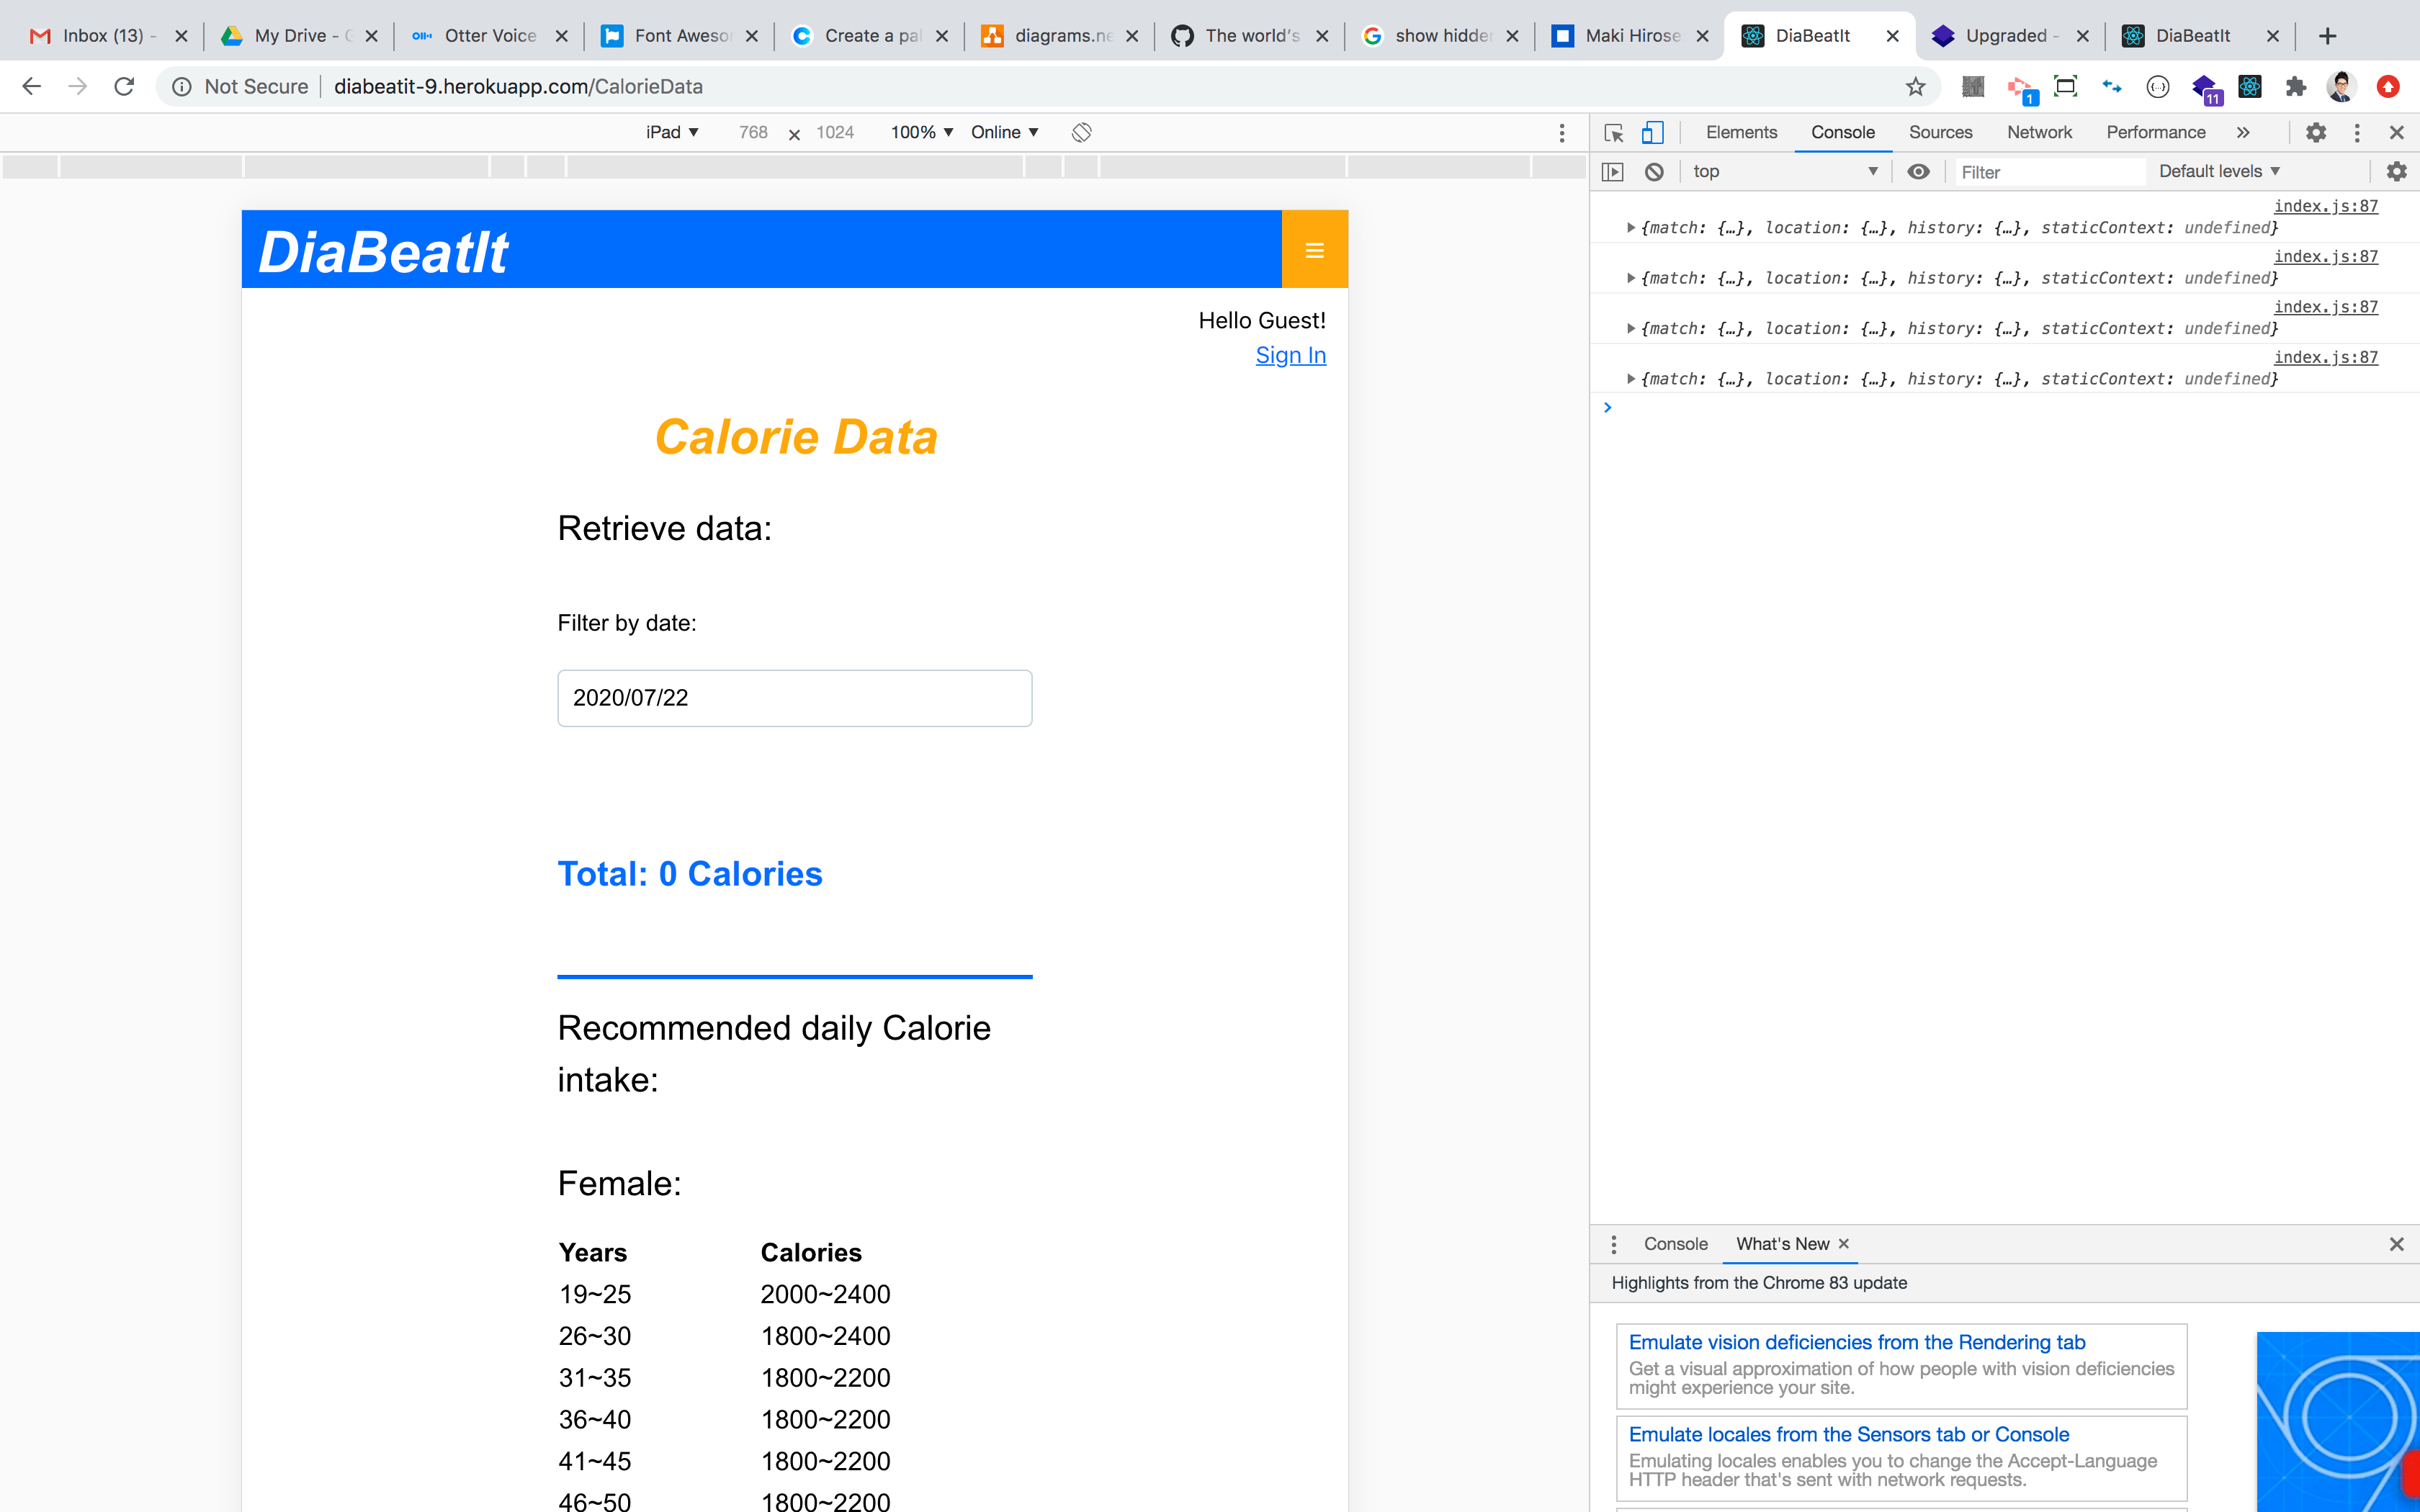 Inbox (13) -
My Drive - G
Otter Voice
Font Aweso
Create a pal
diagrams.ne
The world's
show hidden
Maki Hirose
DiaBeatIt
Upgraded -
DiaBeatIt
Not Secure
diabeatit-9.herokuapp.com/CalorieData
1
11
iPad 768 × 1024 100% Online
Elements Console Sources Network Performance
top Filter Default levels
DiaBeatIt
Hello Guest!
Sign In
Calorie Data
Retrieve data:
Filter by date:
2020/07/22
Total: 0 Calories
Recommended daily Calorie
intake:
Female:
Years Calories
19~25 2000~2400
26~30 1800~2400
31~35 1800~2200
36~40 1800~2200
41~45 1800~2200
46~50 1800~2200
index.js:87
{match: {…}, location: {…}, history: {…}, staticContext: undefined}
index.js:87
{match: {…}, location: {…}, history: {…}, staticContext: undefined}
index.js:87
{match: {…}, location: {…}, history: {…}, staticContext: undefined}
index.js:87
{match: {…}, location: {…}, history: {…}, staticContext: undefined}
Console What's New
Highlights from the Chrome 83 update
Emulate vision deficiencies from the Rendering tab
Get a visual approximation of how people with vision deficiencies
might experience your site.
Emulate locales from the Sensors tab or Console
Emulating locales enables you to change the Accept-Language
HTTP header that's sent with network requests.